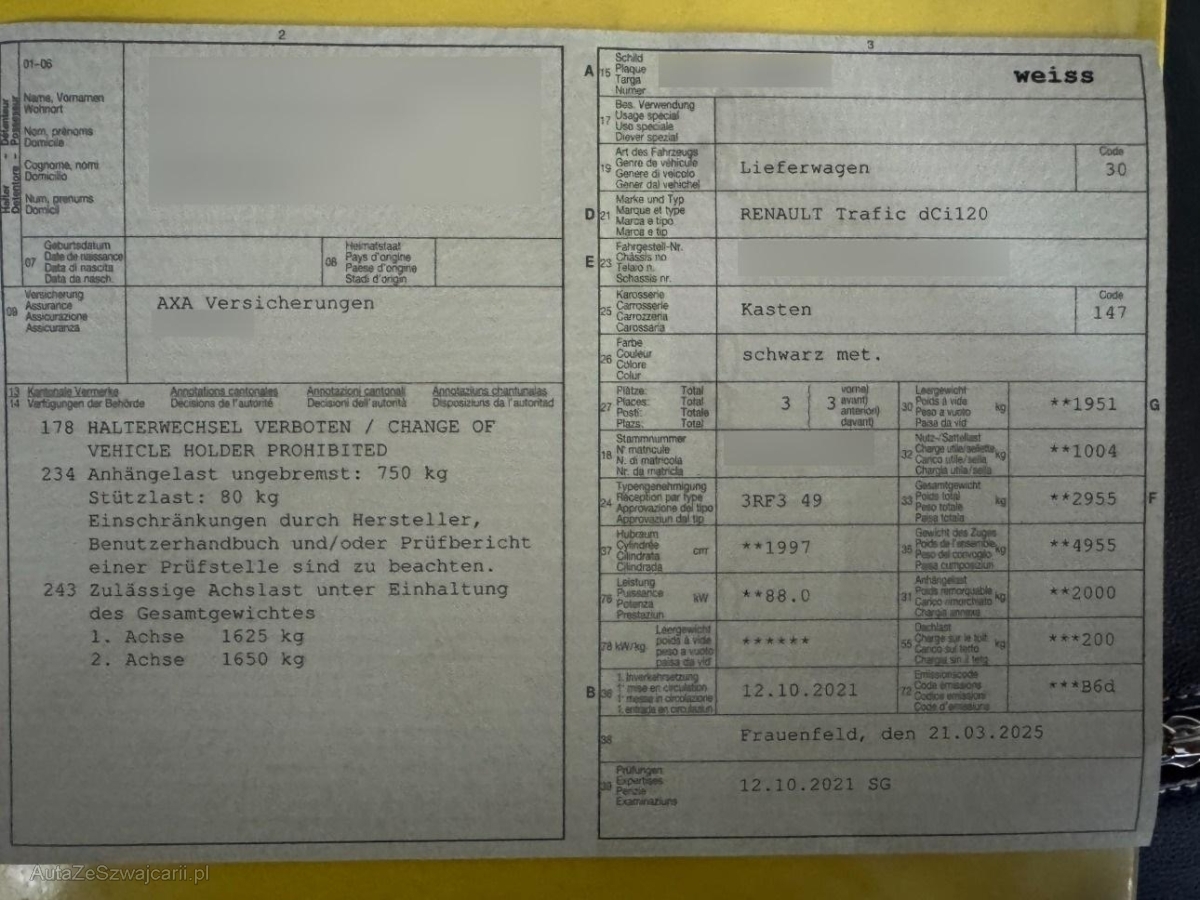 2
01-06
Halter - Détenteur
Detentore - Possessur
Name, Vornamen
Wohnort
Nom, prénoms
Domicile
Cognome, nomi
Domicilio
Num, prenums
Domicil
07
Geburtsdatum
Date de naissance
Data di nascita
Data da nasch.
08
Heimatstaat
Pays d'origine
Paese d'origine
Stadi d'origin
09
Versicherung
Assurance
Assicurazione
Assicuranza
AXA Versicherungen
13 Kantonale Vermerke Annotations cantonales Annotazioni cantonali Annotaziuns chantunalas
14 Verfügungen der Behörde Décisions de l'autorité Decisioni dell'autorità Disposiziuns da l'autoritad
178 HALTERWECHSEL VERBOTEN / CHANGE OF
VEHICLE HOLDER PROHIBITED
234 Anhängelast ungebremst: 750 kg
Stützlast: 80 kg
Einschränkungen durch Hersteller,
Benutzerhandbuch und/oder Prüfbericht
einer Prüfstelle sind zu beachten.
243 Zulässige Achslast unter Einhaltung
des Gesamtgewichtes
1. Achse 1625 kg
2. Achse 1650 kg
3
A 15
Schild
Plaque
Targa
Numer
weiss
17
Bes. Verwendung
Usage spécial
Uso speciale
Diever spezial
19
Art des Fahrzeugs
Genre de véhicule
Genere di veicolo
Gener dal vehichel
Lieferwagen
Code
30
D 21
Marke und Typ
Marque et type
Marca e tipo
Marca e tip
RENAULT Trafic dCi120
E 23
Fahrgestell-Nr.
Châssis no
Telaio n.
Schassis nr.
25
Karosserie
Carrosserie
Carrozzeria
Carossaria
Kasten
Code
147
26
Farbe
Couleur
Colore
Colur
schwarz met.
27
Plätze: Total
Places: Total
Posti: Totale
Plazs: Total
3 ( 3
vorne)
avant)
anteriori)
davant)
30
Leergewicht
Poids à vide
Peso a vuoto
Paisa da vid
kg
**1951
G
18
Stammnummer
N° matricule
N. di matricola
Nr. da matricla
32
Nutz-/Sattellast
Charge utile/sellette
Carico utile/sella
Chargia utile/sella
kg
**1004
24
Typengenehmigung
Réception par type
Approvazione del tipo
Approvaziun dal tip
3RF3 49
33
Gesamtgewicht
Poids total
Peso totale
Paisa totala
kg
**2955
F
37
Hubraum
Cylindrée
Cilindrata
Cilindrada
cm³
**1997
35
Gewicht des Zuges
Poids de l'ensemble
Peso del convoglio
Paisa cumposiziun
kg
**4955
76
Leistung
Puissance
Potenza
Prestaziun
kW
**88.0
31
Anhängelast
Poids remorquable
Carico rimorchiato
Chargia annexa
kg
**2000
78 kW/kg
Leergewicht
poids à vide
peso a vuoto
paisa da vid
******
55
Dachlast
Charge sur le toit
Carico sul tetto
Chargia sin il tetg
kg
***200
B 36
1. Inverkehrsetzung
1re mise en circulation
1a messa in circolazione
1. entrada en circulaziun
12.10.2021
72
Emissionscode
Code émissions
Codice emissioni
Code d'emissiuns
***B6d
38
Frauenfeld, den 21.03.2025
39
Prüfungen
Expertises
Perizie
Examinaziuns
12.10.2021 SG
AutaZeSzwajcarii.pl